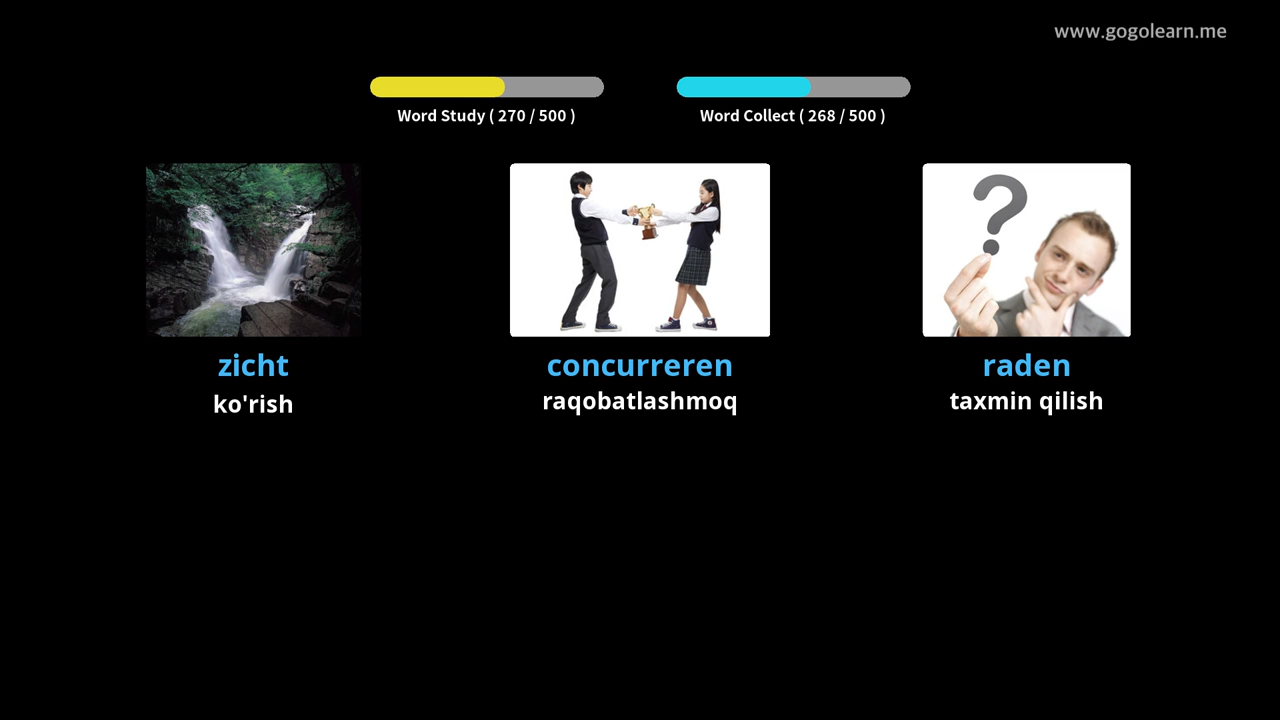 www.gogolearn.me
Word Study ( 270 / 500 )
Word Collect ( 268 / 500 )
zicht
ko'rish
concurreren
raqobatlashmoq
raden
taxmin qilish